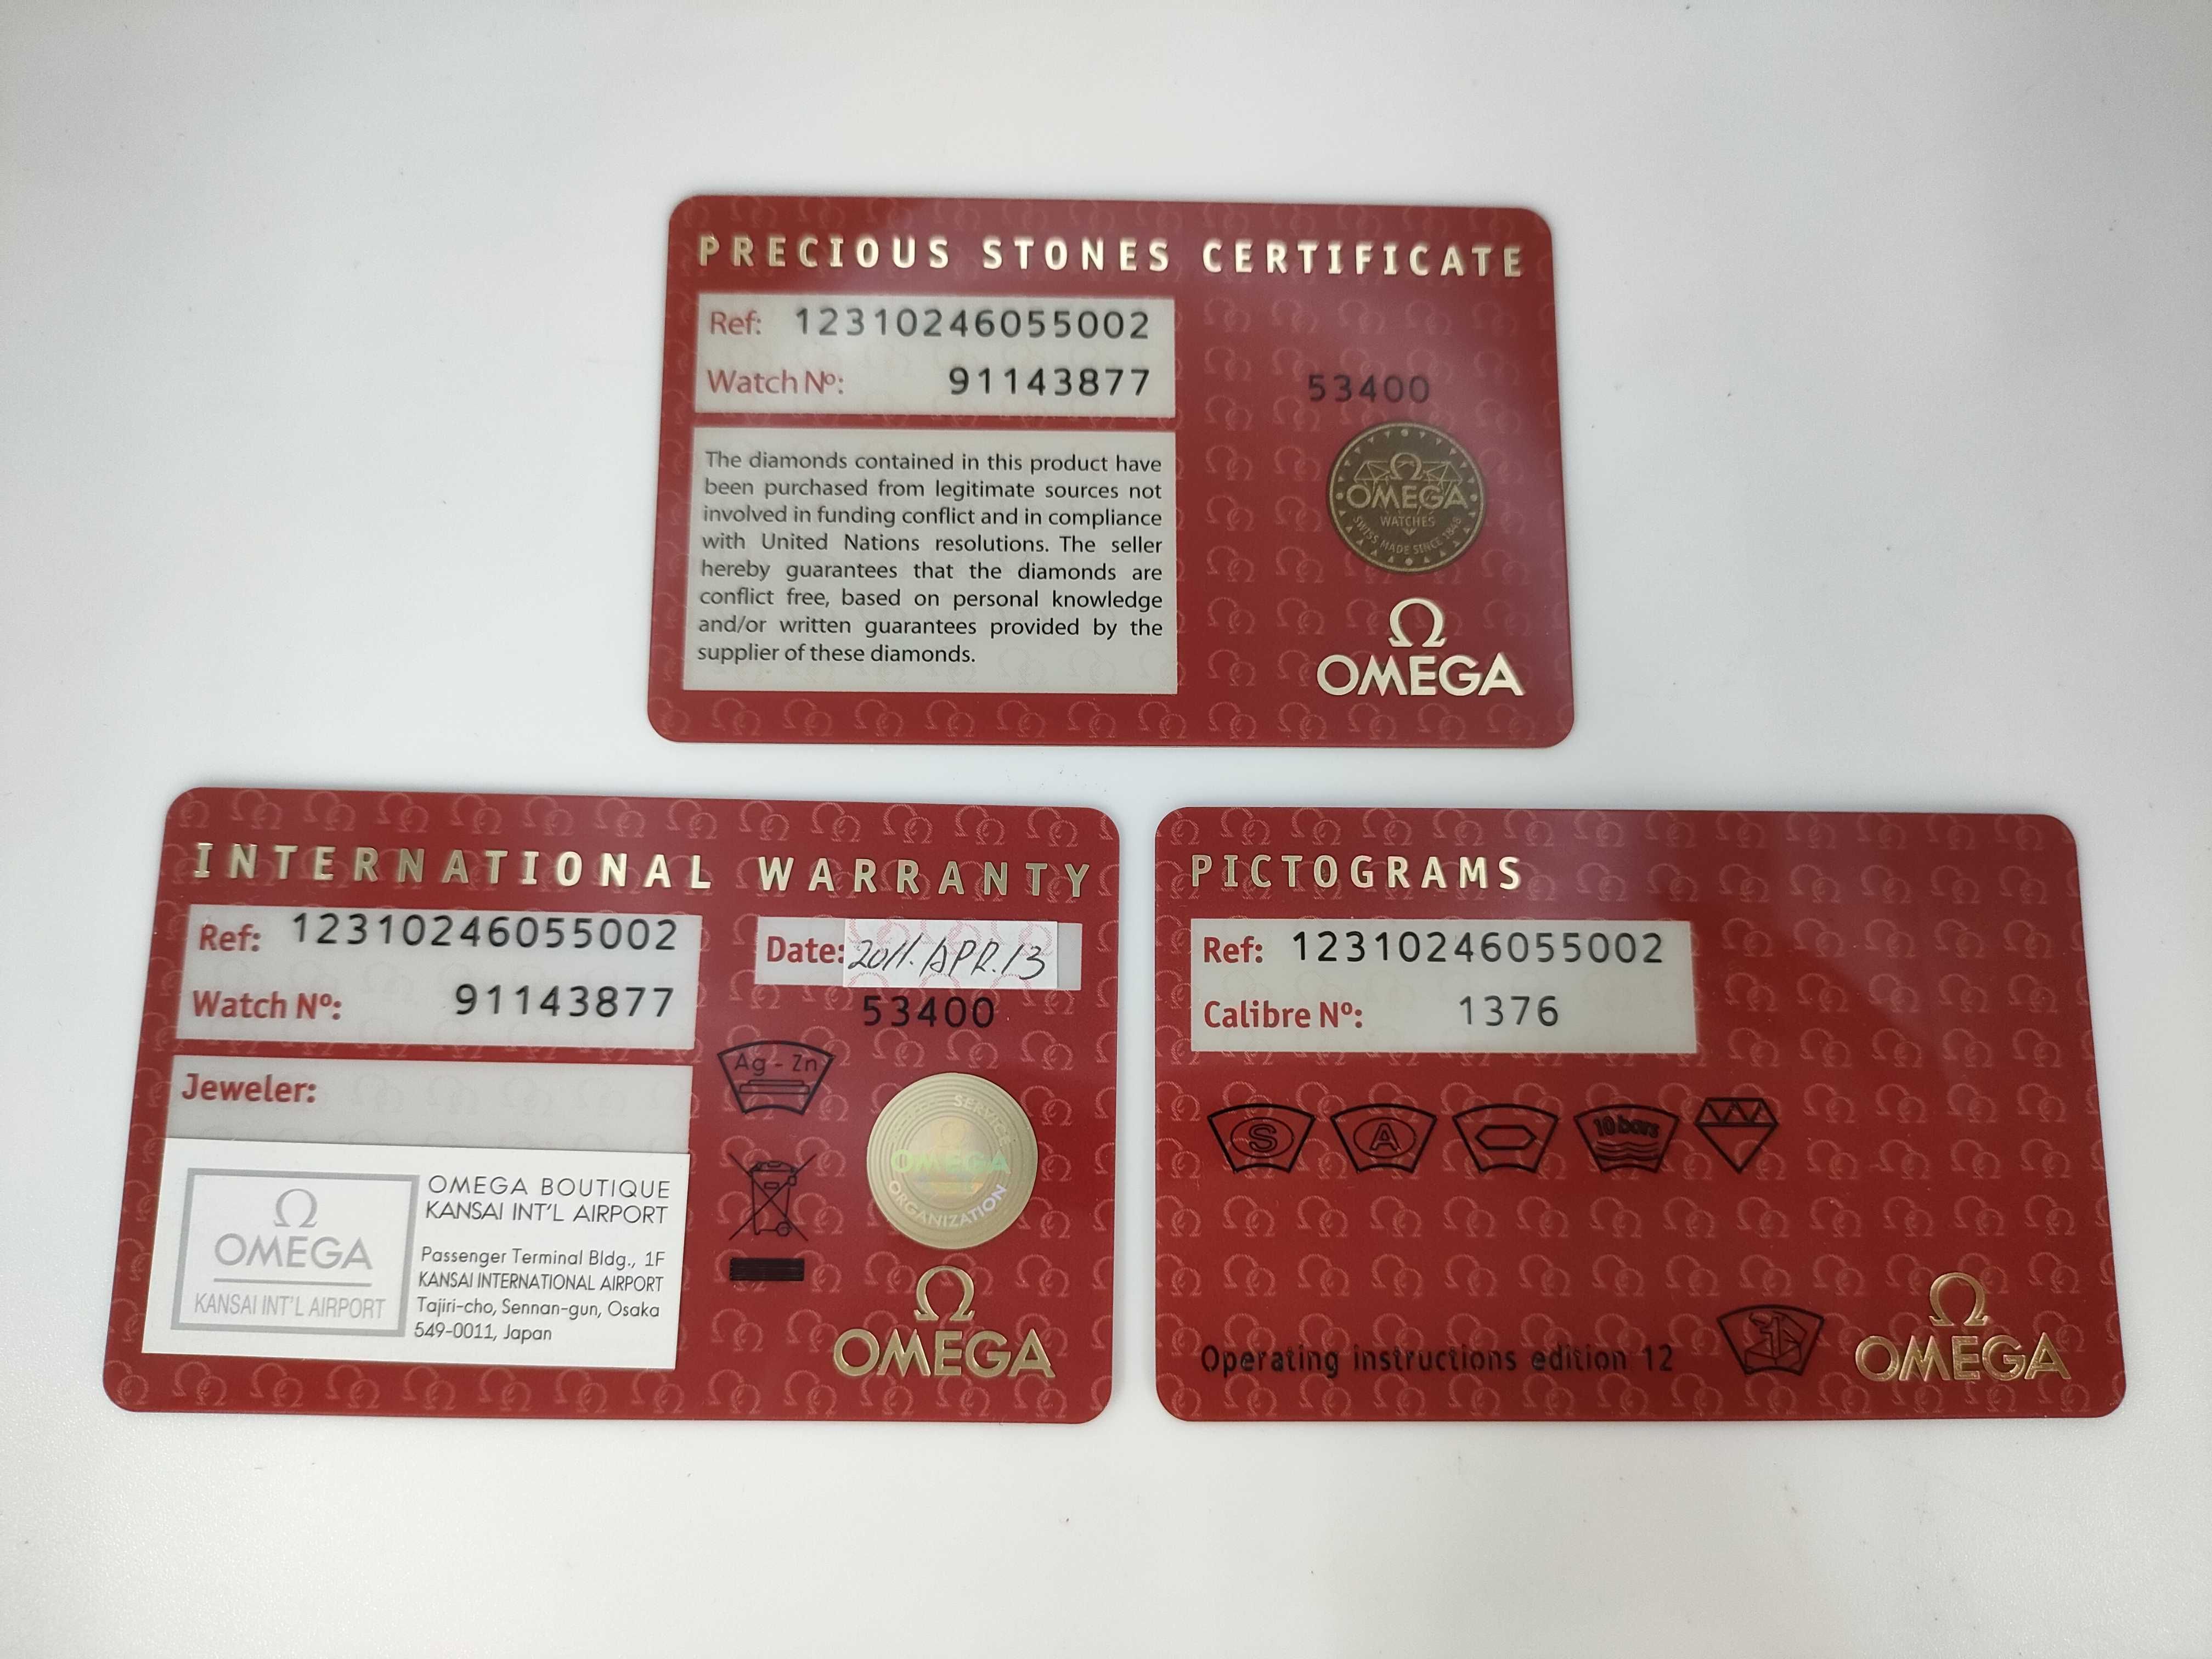 PRECIOUS STONES CERTIFICATE
Ref: 12310246055002
Watch Nº: 91143877
The diamonds contained in this product have
been purchased from legitimate sources not
involved in funding conflict and in compliance
with United Nations resolutions. The seller
hereby guarantees that the diamonds are
conflict free, based on personal knowledge
and/or written guarantees provided by the
supplier of these diamonds.
53400
Ω
OMEGA
WATCHES
SWISS MADE SINCE 1848
Ω
OMEGA
INTERNATIONAL WARRANTY
Ref: 12310246055002
Watch Nº: 91143877
Date: 2011.APR.13
53400
Jeweler:
Ω
OMEGA
KANSAI INT'L AIRPORT
OMEGA BOUTIQUE
KANSAI INT'L AIRPORT
Passenger Terminal Bldg., 1F
KANSAI INTERNATIONAL AIRPORT
Tajiri-cho, Sennan-gun, Osaka
549-0011, Japan
Ag - Zn
SERVICE
OMEGA
ORGANIZATION
Ω
OMEGA
PICTOGRAMS
Ref: 12310246055002
Calibre Nº: 1376
S A 10 bars
Operating instructions edition 12
Ω
OMEGA